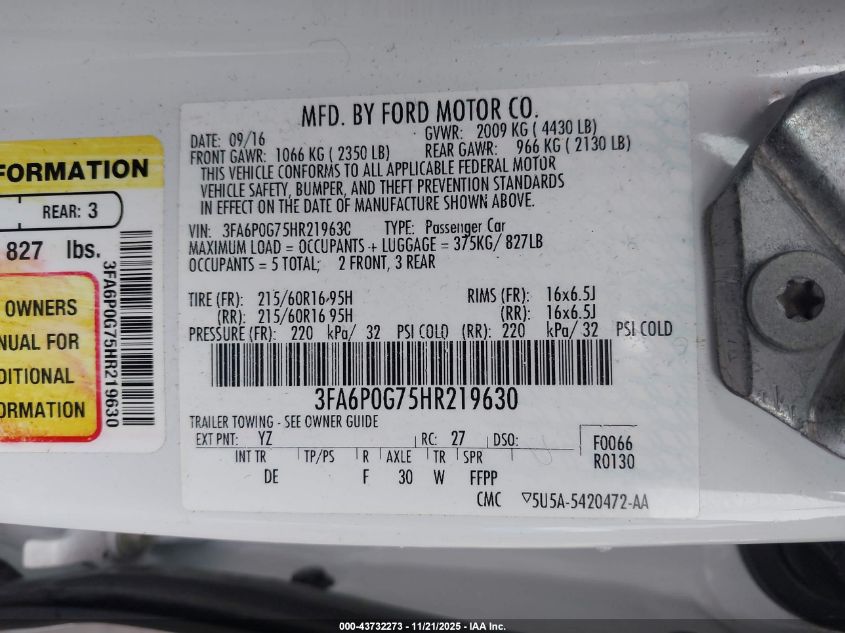 FORMATION
REAR: 3
827 lbs.
OWNERS
NUAL FOR
DITIONAL
ORMATION
3FA6P0G75HR219630
MFD. BY FORD MOTOR CO.
DATE: 09/16 GVWR: 2009 KG ( 4430 LB)
FRONT GAWR: 1066 KG ( 2350 LB) REAR GAWR: 966 KG ( 2130 LB)
THIS VEHICLE CONFORMS TO ALL APPLICABLE FEDERAL MOTOR
VEHICLE SAFETY, BUMPER, AND THEFT PREVENTION STANDARDS
IN EFFECT ON THE DATE OF MANUFACTURE SHOWN ABOVE.
VIN: 3FA6P0G75HR219630 TYPE: Passenger Car
MAXIMUM LOAD = OCCUPANTS + LUGGAGE = 375KG/ 827LB
OCCUPANTS = 5 TOTAL; 2 FRONT, 3 REAR
TIRE (FR): 215/60R16 95H RIMS (FR): 16x6.5J
(RR): 215/60R16 95H (RR): 16x6.5J
PRESSURE (FR): 220 kPa/ 32 PSI COLD (RR): 220 kPa/ 32 PSI COLD
3FA6P0G75HR219630
TRAILER TOWING - SEE OWNER GUIDE
EXT PNT: YZ RC: 27 DSO: F0066
INT TR TP/PS R AXLE TR SPR R0130
DE F 30 W FFPP
CMC ▽5U5A-5420472-AA
000-43732273 - 11/21/2025 - IAA Inc.